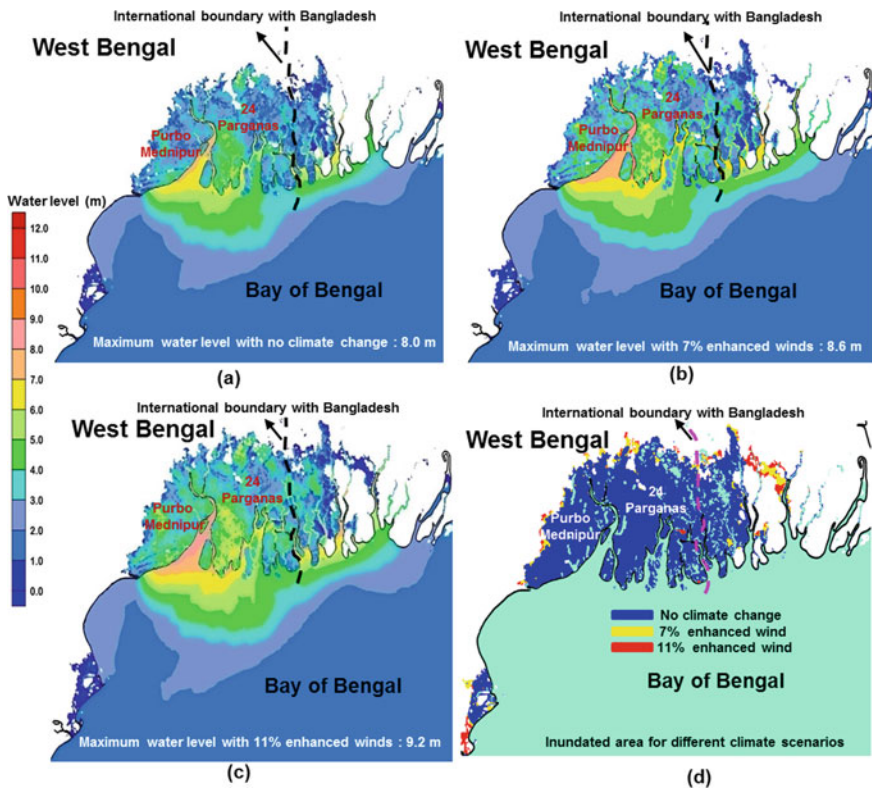 International boundary with Bangladesh
West Bengal
24
Parganas
Purbo
Mednipur
Bay of Bengal
Maximum water level with no climate change : 8.0 m
(a)
International boundary with Bangladesh
West Bengal
24
Parganas
Purbo
Mednipur
Bay of Bengal
Maximum water level with 7% enhanced winds : 8.6 m
(b)
Water level (m)
12.0
11.0
10.0
9.0
8.0
7.0
6.0
5.0
4.0
3.0
2.0
1.0
0.0
International boundary with Bangladesh
West Bengal
24
Parganas
Purbo
Mednipur
Bay of Bengal
Maximum water level with 11% enhanced winds : 9.2 m
(c)
International boundary with Bangladesh
West Bengal
24
Parganas
Purbo
Mednipur
No climate change
7% enhanced wind
11% enhanced wind
Bay of Bengal
Inundated area for different climate scenarios
(d)